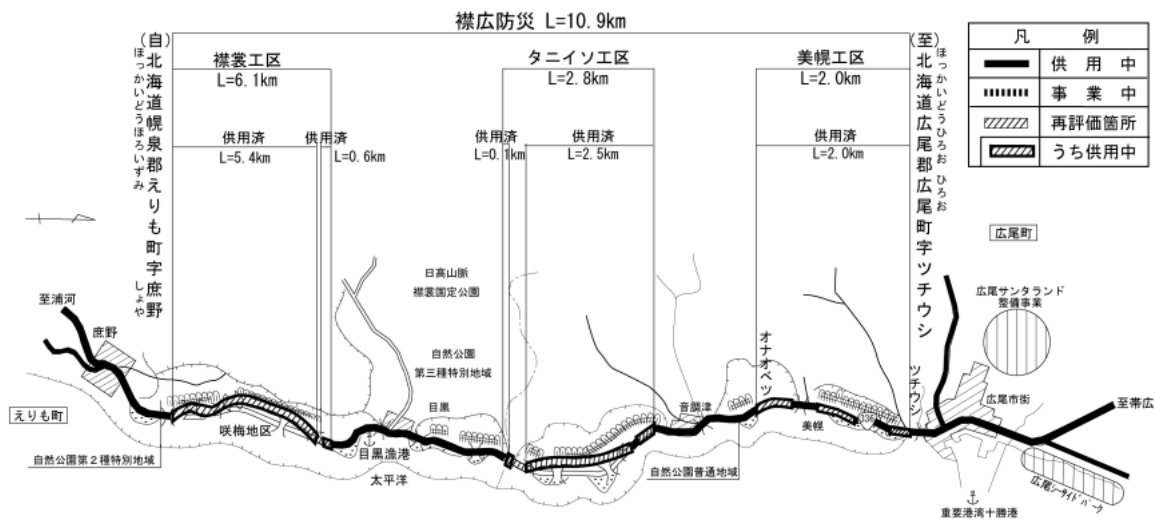 襟広防災 L=10.9km
(自)北海道幌泉郡えりも町字庶野
ほっかいどうほろいずみ
しょや
襟裳工区
L=6.1km
タニイソ工区
L=2.8km
美幌工区
L=2.0km
(至)北海道広尾郡広尾町字ツチウシ
ほっかいどうひろお ひろお
凡 例
供用中
事業中
再評価箇所
うち供用中
供用済
L=5.4km
供用済
L=0.6km
供用済
L=0.1km
供用済
L=2.5km
供用済
L=2.0km
広尾町
日高山脈
襟裳国定公園
至浦河
庶野
広尾サンタランド
整備事業
自然公園
第三種特別地域
オナオベツ
ツチウシ
えりも町
目黒
音調津
広尾市街
至帯広
咲梅地区
美幌
目黒漁港
自然公園第2種特別地域
太平洋
自然公園普通地域
広尾シーサイドパーク
重要港湾十勝港